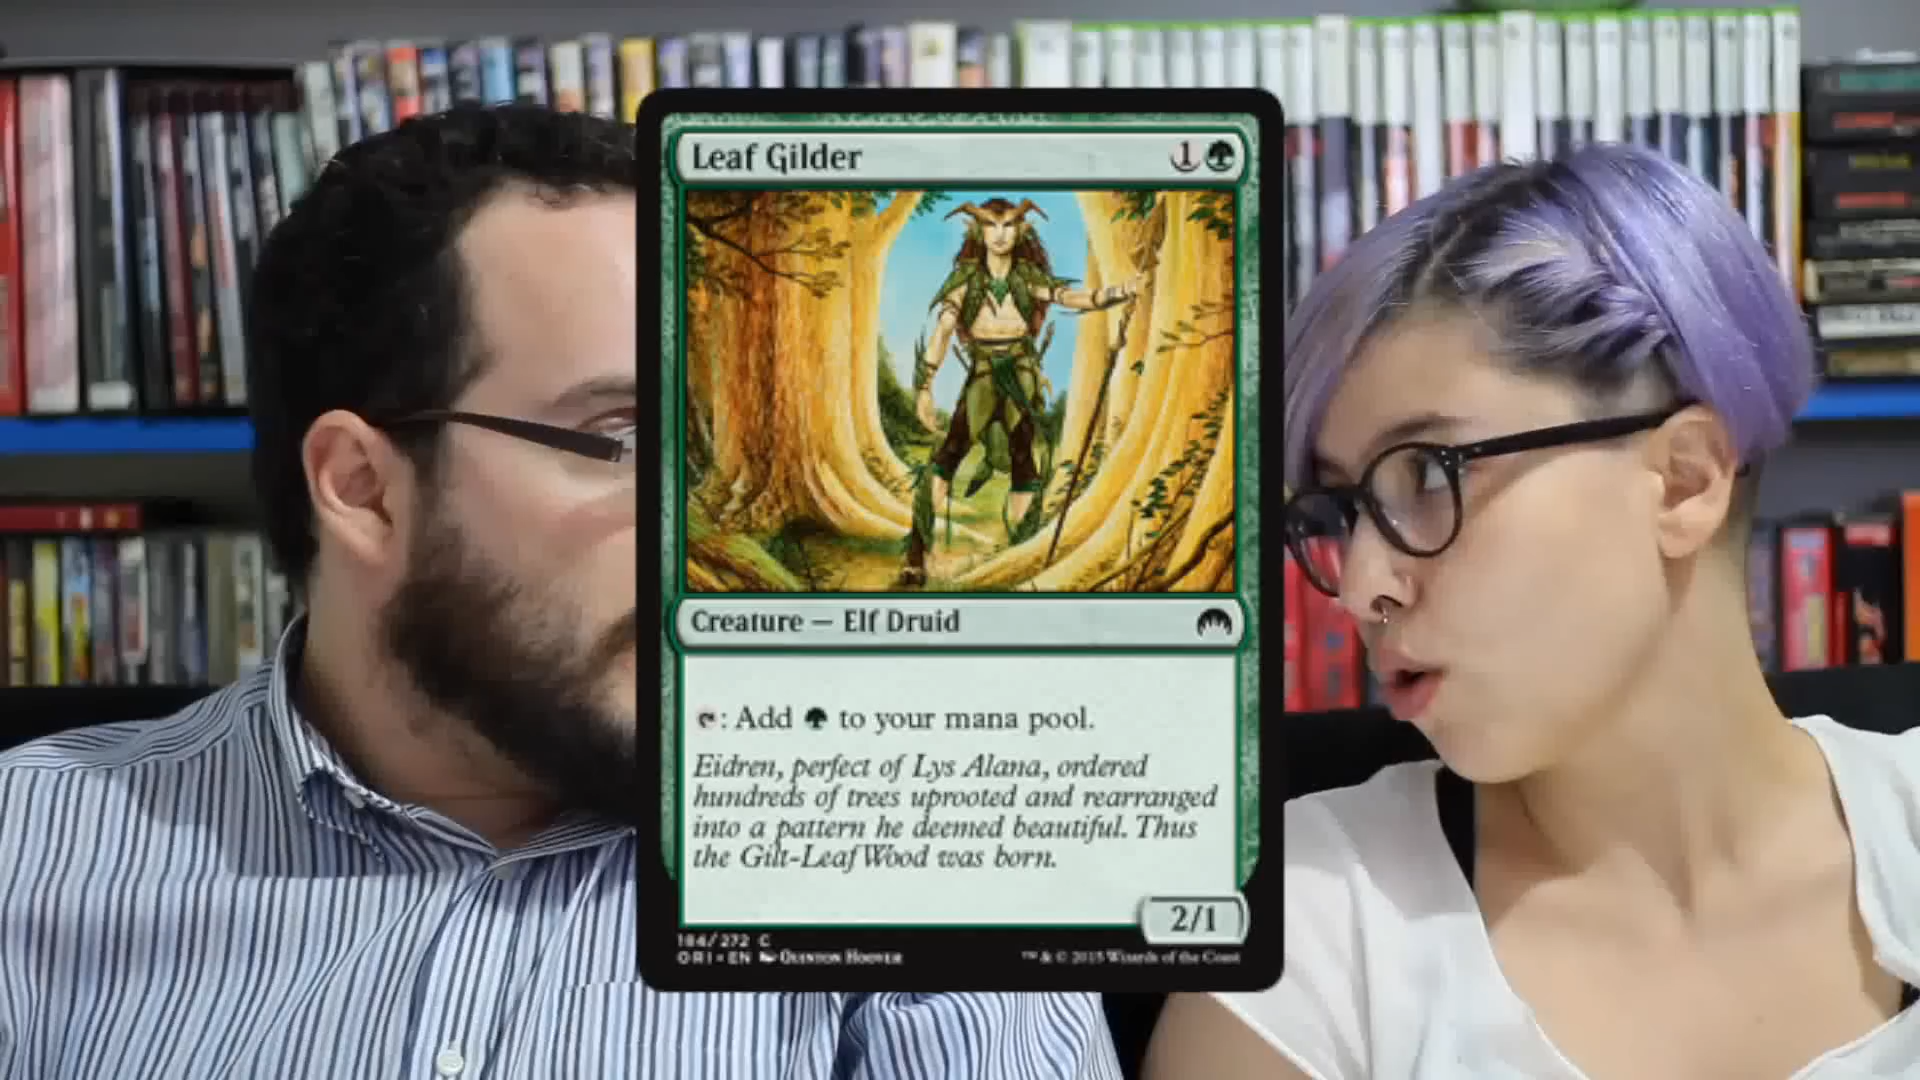 Leaf Gilder 1
Creature — Elf Druid
: Add to your mana pool.
Eidren, perfect of Lys Alana, ordered
hundreds of trees uprooted and rearranged
into a pattern he deemed beautiful. Thus
the Gilt-Leaf Wood was born.
2/1
184/272 C
ORI • EN Quinton Hoover ™ & © 2015 Wizards of the Coast